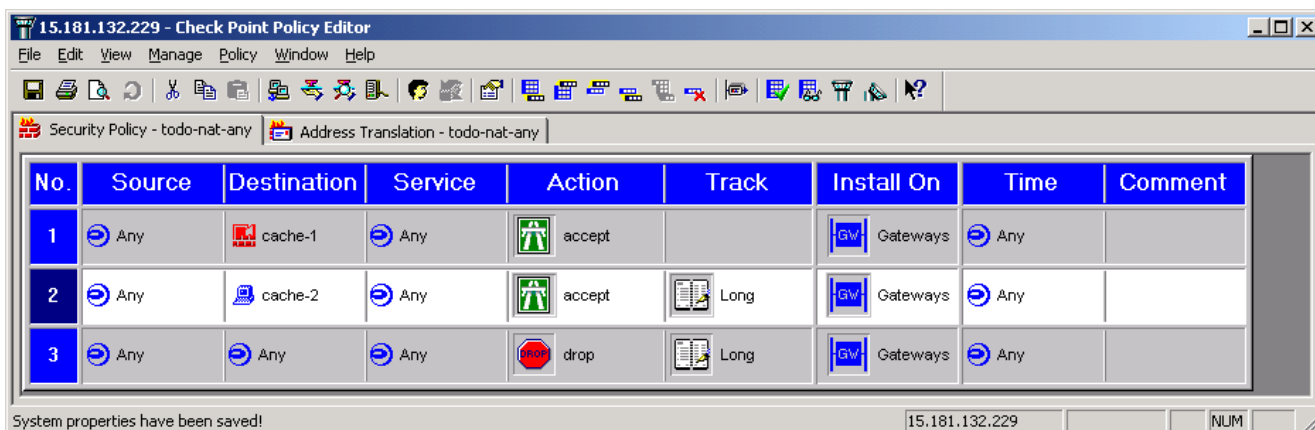 15.181.132.229 - Check Point Policy Editor
File Edit View Manage Policy Window Help
Security Policy - todo-nat-any Address Translation - todo-nat-any
No. Source Destination Service Action Track Install On Time Comment
1 Any cache-1 Any accept GW Gateways Any
2 Any cache-2 Any accept Long GW Gateways Any
3 Any Any Any DROP drop Long GW Gateways Any
System properties have been saved! 15.181.132.229 NUM